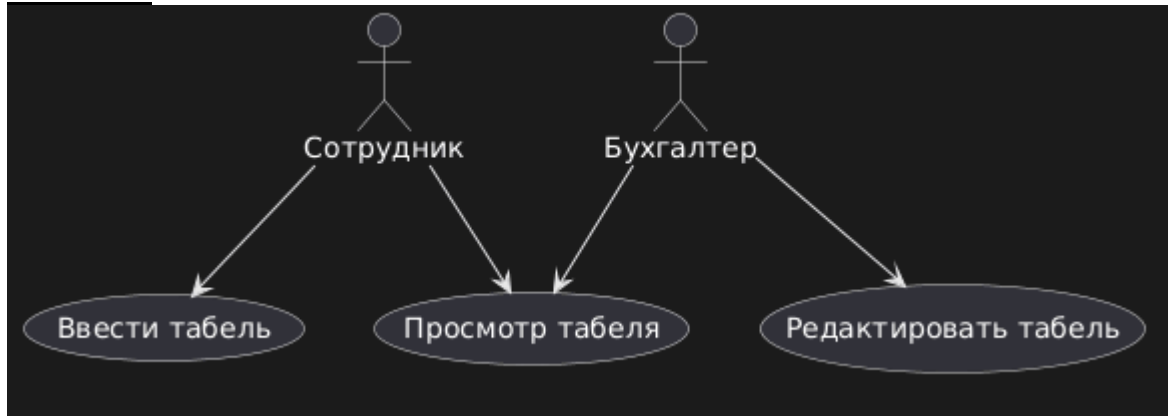 Сотрудник
Бухгалтер
Ввести табель
Просмотр табеля
Редактировать табель